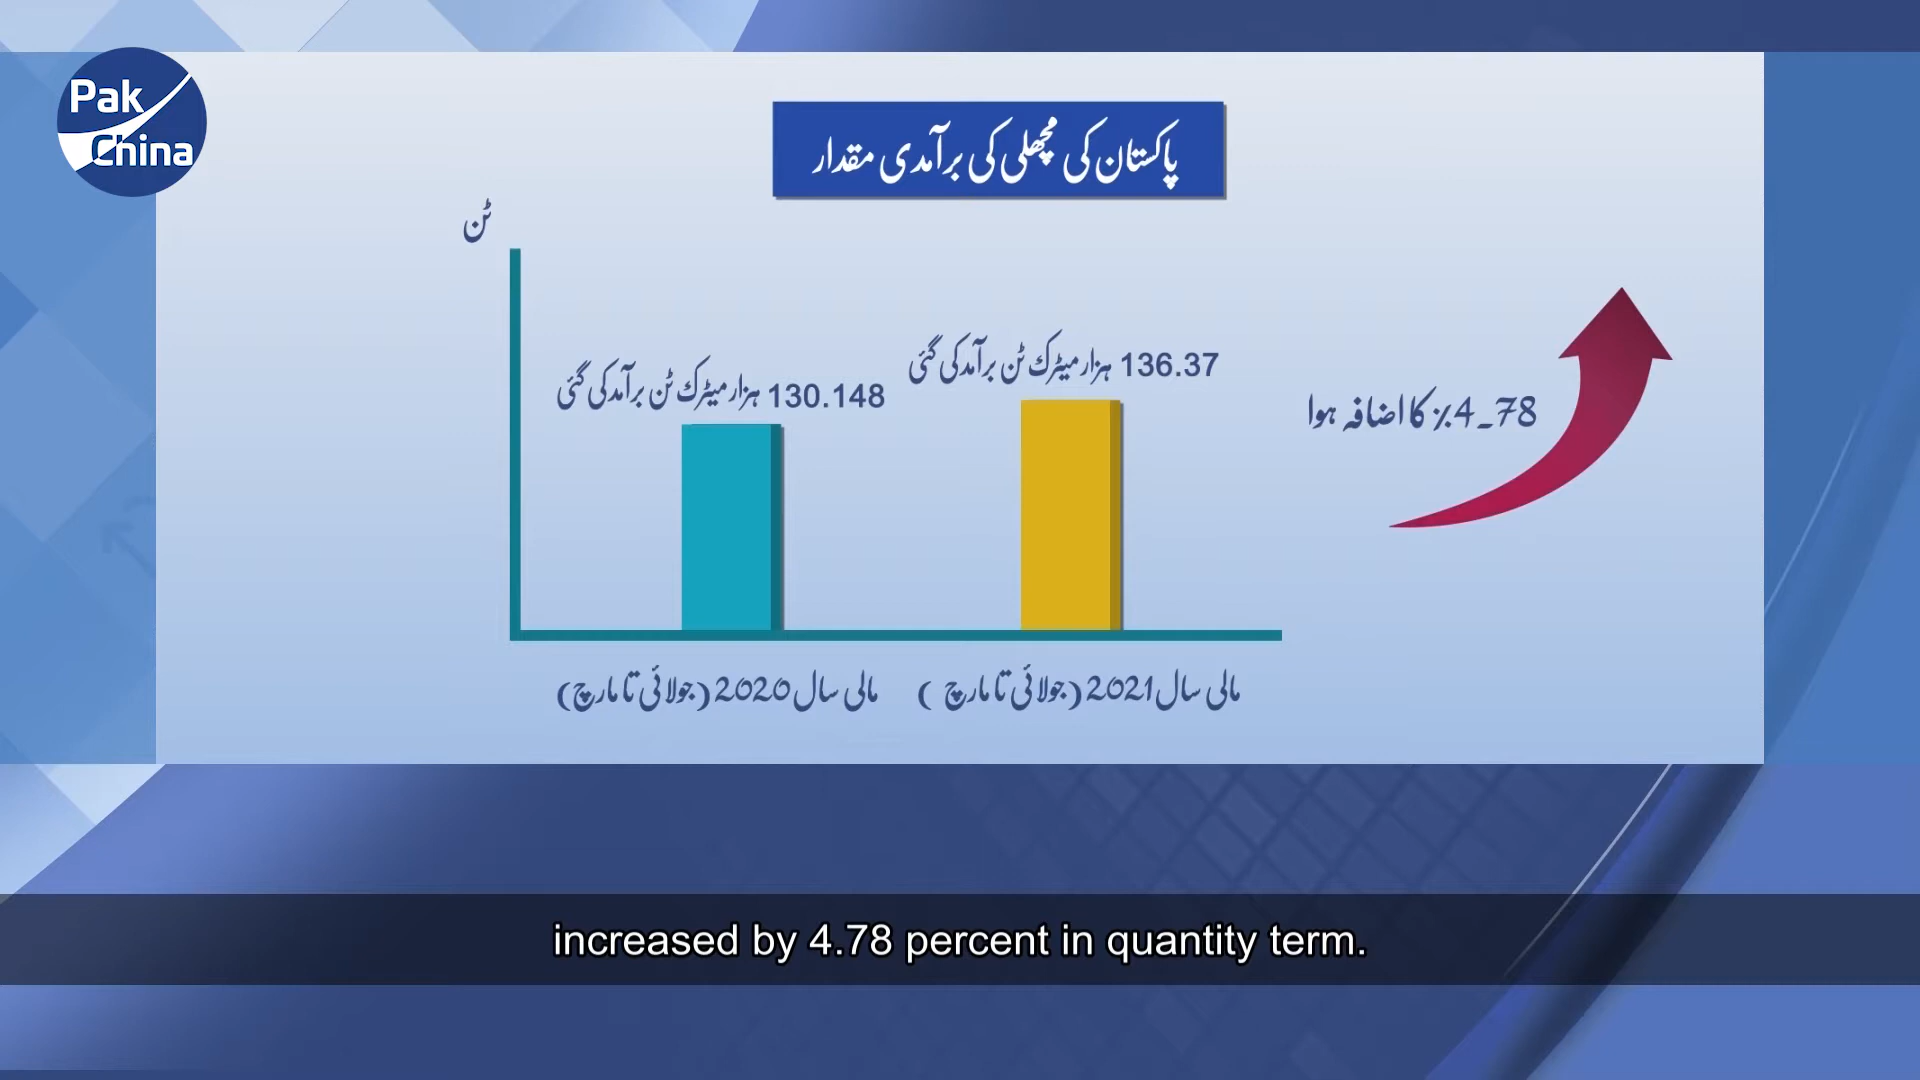 Pak
China
پاکستان کی مچھلی کی برآمدی مقدار
ٹن
136.37 ہزار میٹرک ٹن برآمد کی گئی
130.148 ہزار میٹرک ٹن برآمد کی گئی
4۔78٪ کا اضافہ ہوا
مالی سال 2021 (جولائی تا مارچ )
مالی سال 2020 (جولائی تا مارچ)
increased by 4.78 percent in quantity term.